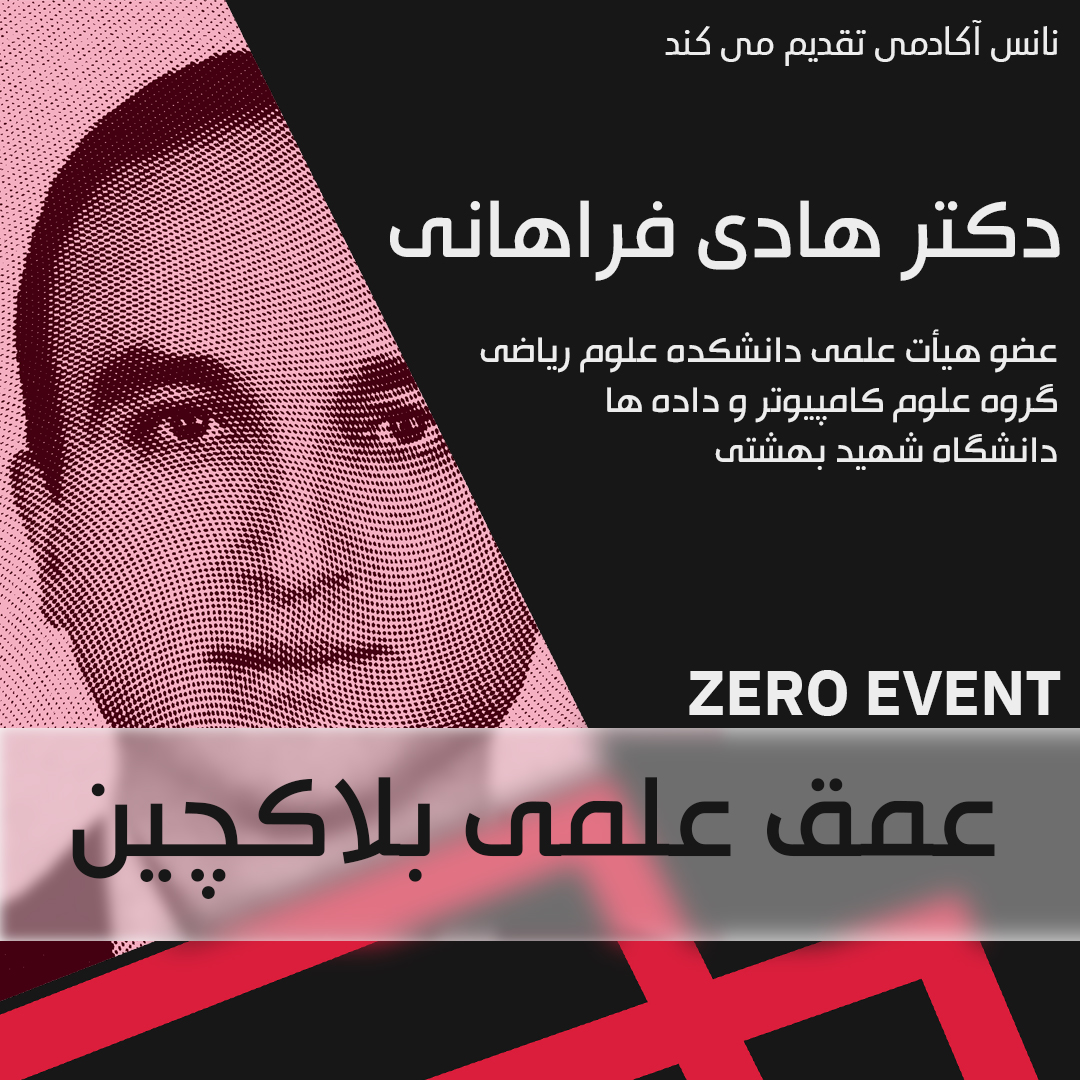 نانس آکادمی تقدیم می کند
دکتر هادی فراهانی
عضو هیأت علمی دانشکده علوم ریاضی
گروه علوم کامپیوتر و داده ها
دانشگاه شهید بهشتی
ZERO EVENT
عمق علمی بلاکچین